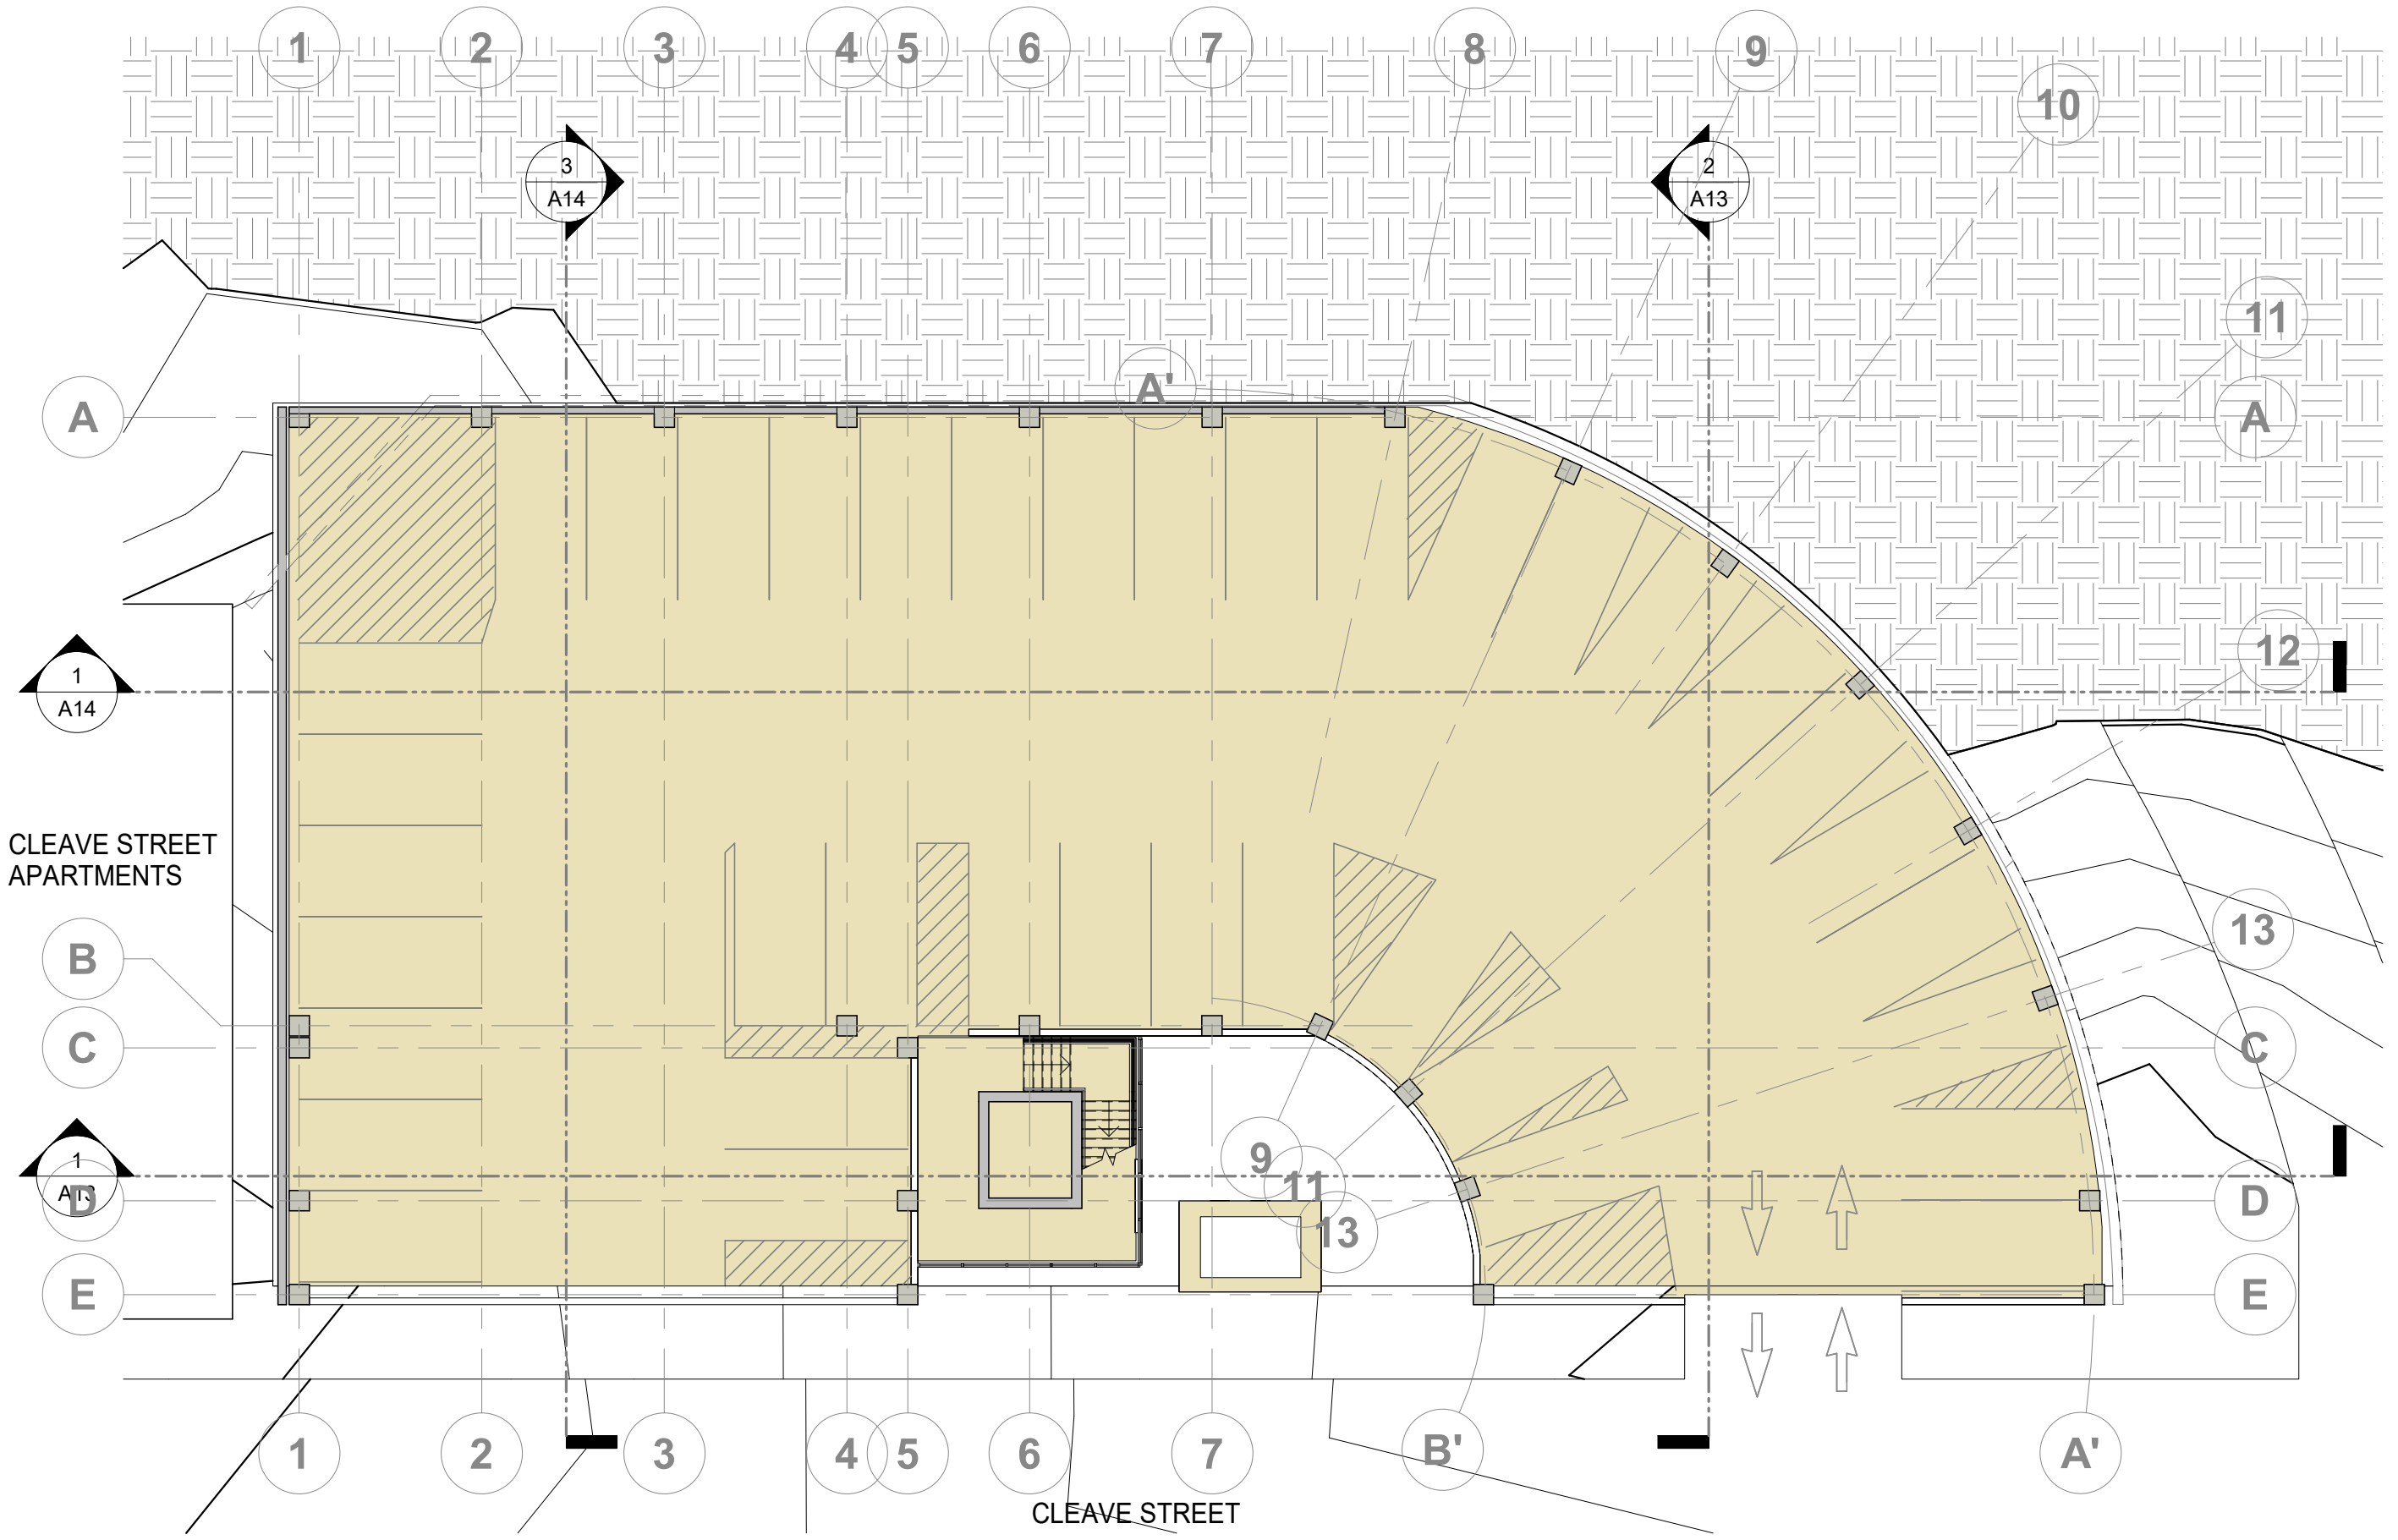 1 2 3 4 5 6 7 8 9
10
3
A14
2
A13
11
A' A A
12
1
A14
CLEAVE STREET
APARTMENTS
B 13
C C
9
1
A13
11
D D
13
E E
1 2 3 4 5 6 7 B' A'
CLEAVE STREET